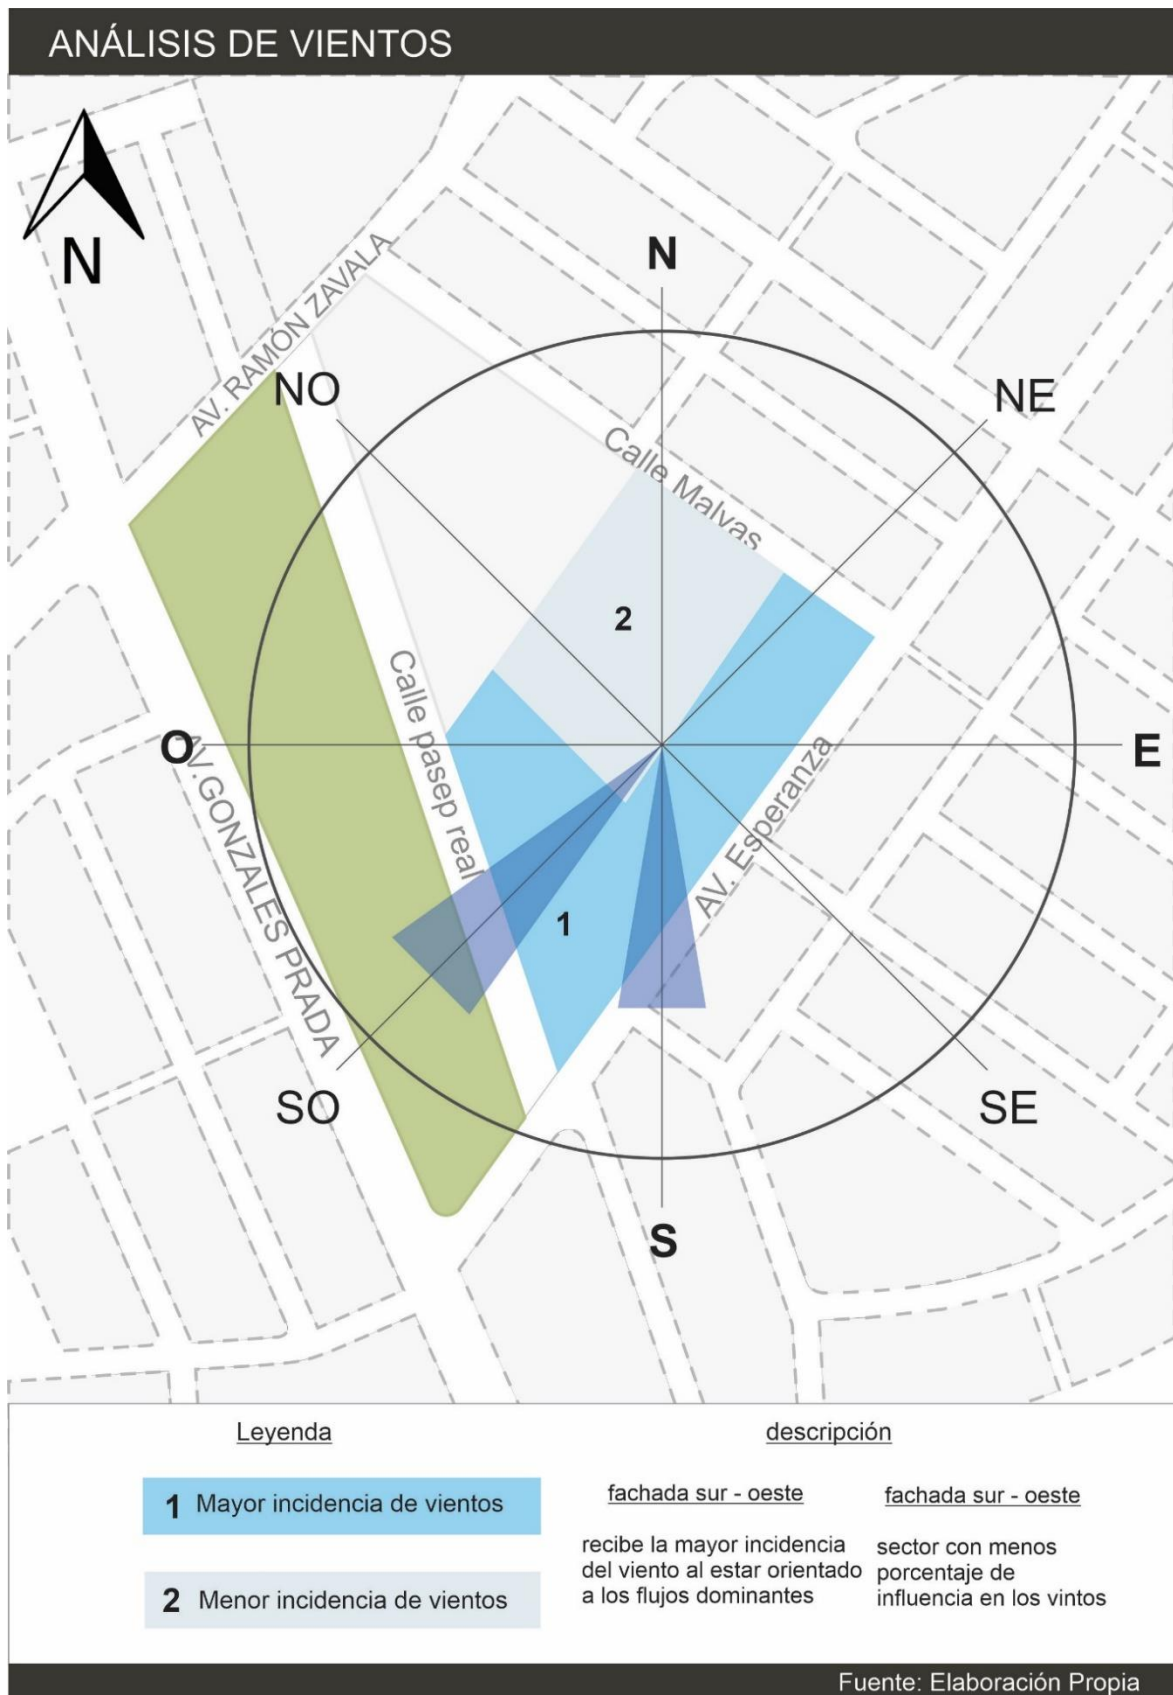 ANÁLISIS DE VIENTOS
N
AV. RAMÓN ZAVALA
N
NO
NE
Calle Malvas
2
Calle pasep real
O
E
AV.GONZALES PRADA
AV. Esperanza
1
SO
SE
S
Leyenda
1 Mayor incidencia de vientos
2 Menor incidencia de vientos
descripción
fachada sur - oeste
recibe la mayor incidencia
del viento al estar orientado
a los flujos dominantes
fachada sur - oeste
sector con menos
porcentaje de
influencia en los vintos
Fuente: Elaboración Propia